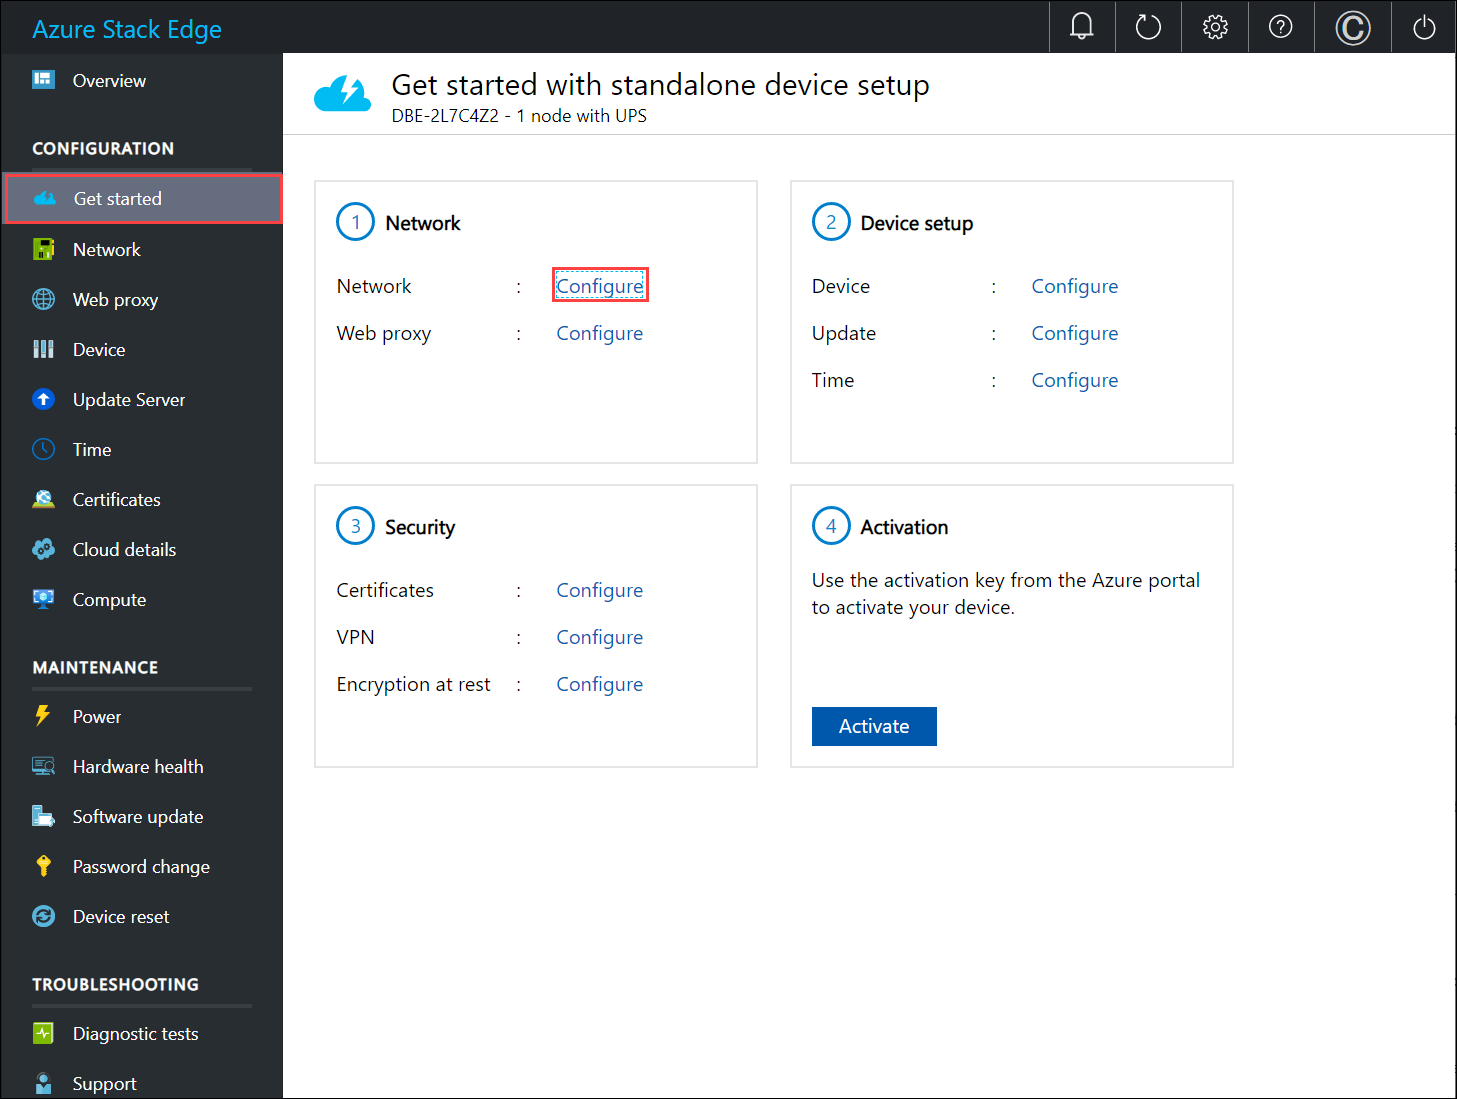 Azure Stack Edge
©
Overview
CONFIGURATION
Get started
Network
Web proxy
Device
Update Server
Time
Certificates
Cloud details
Compute
MAINTENANCE
Power
Hardware health
Software update
Password change
Device reset
TROUBLESHOOTING
Diagnostic tests
Support
Get started with standalone device setup
DBE-2L7C4Z2 - 1 node with UPS
1 Network
Network : Configure
Web proxy : Configure
2 Device setup
Device : Configure
Update : Configure
Time : Configure
3 Security
Certificates : Configure
VPN : Configure
Encryption at rest : Configure
4 Activation
Use the activation key from the Azure portal
to activate your device.
Activate